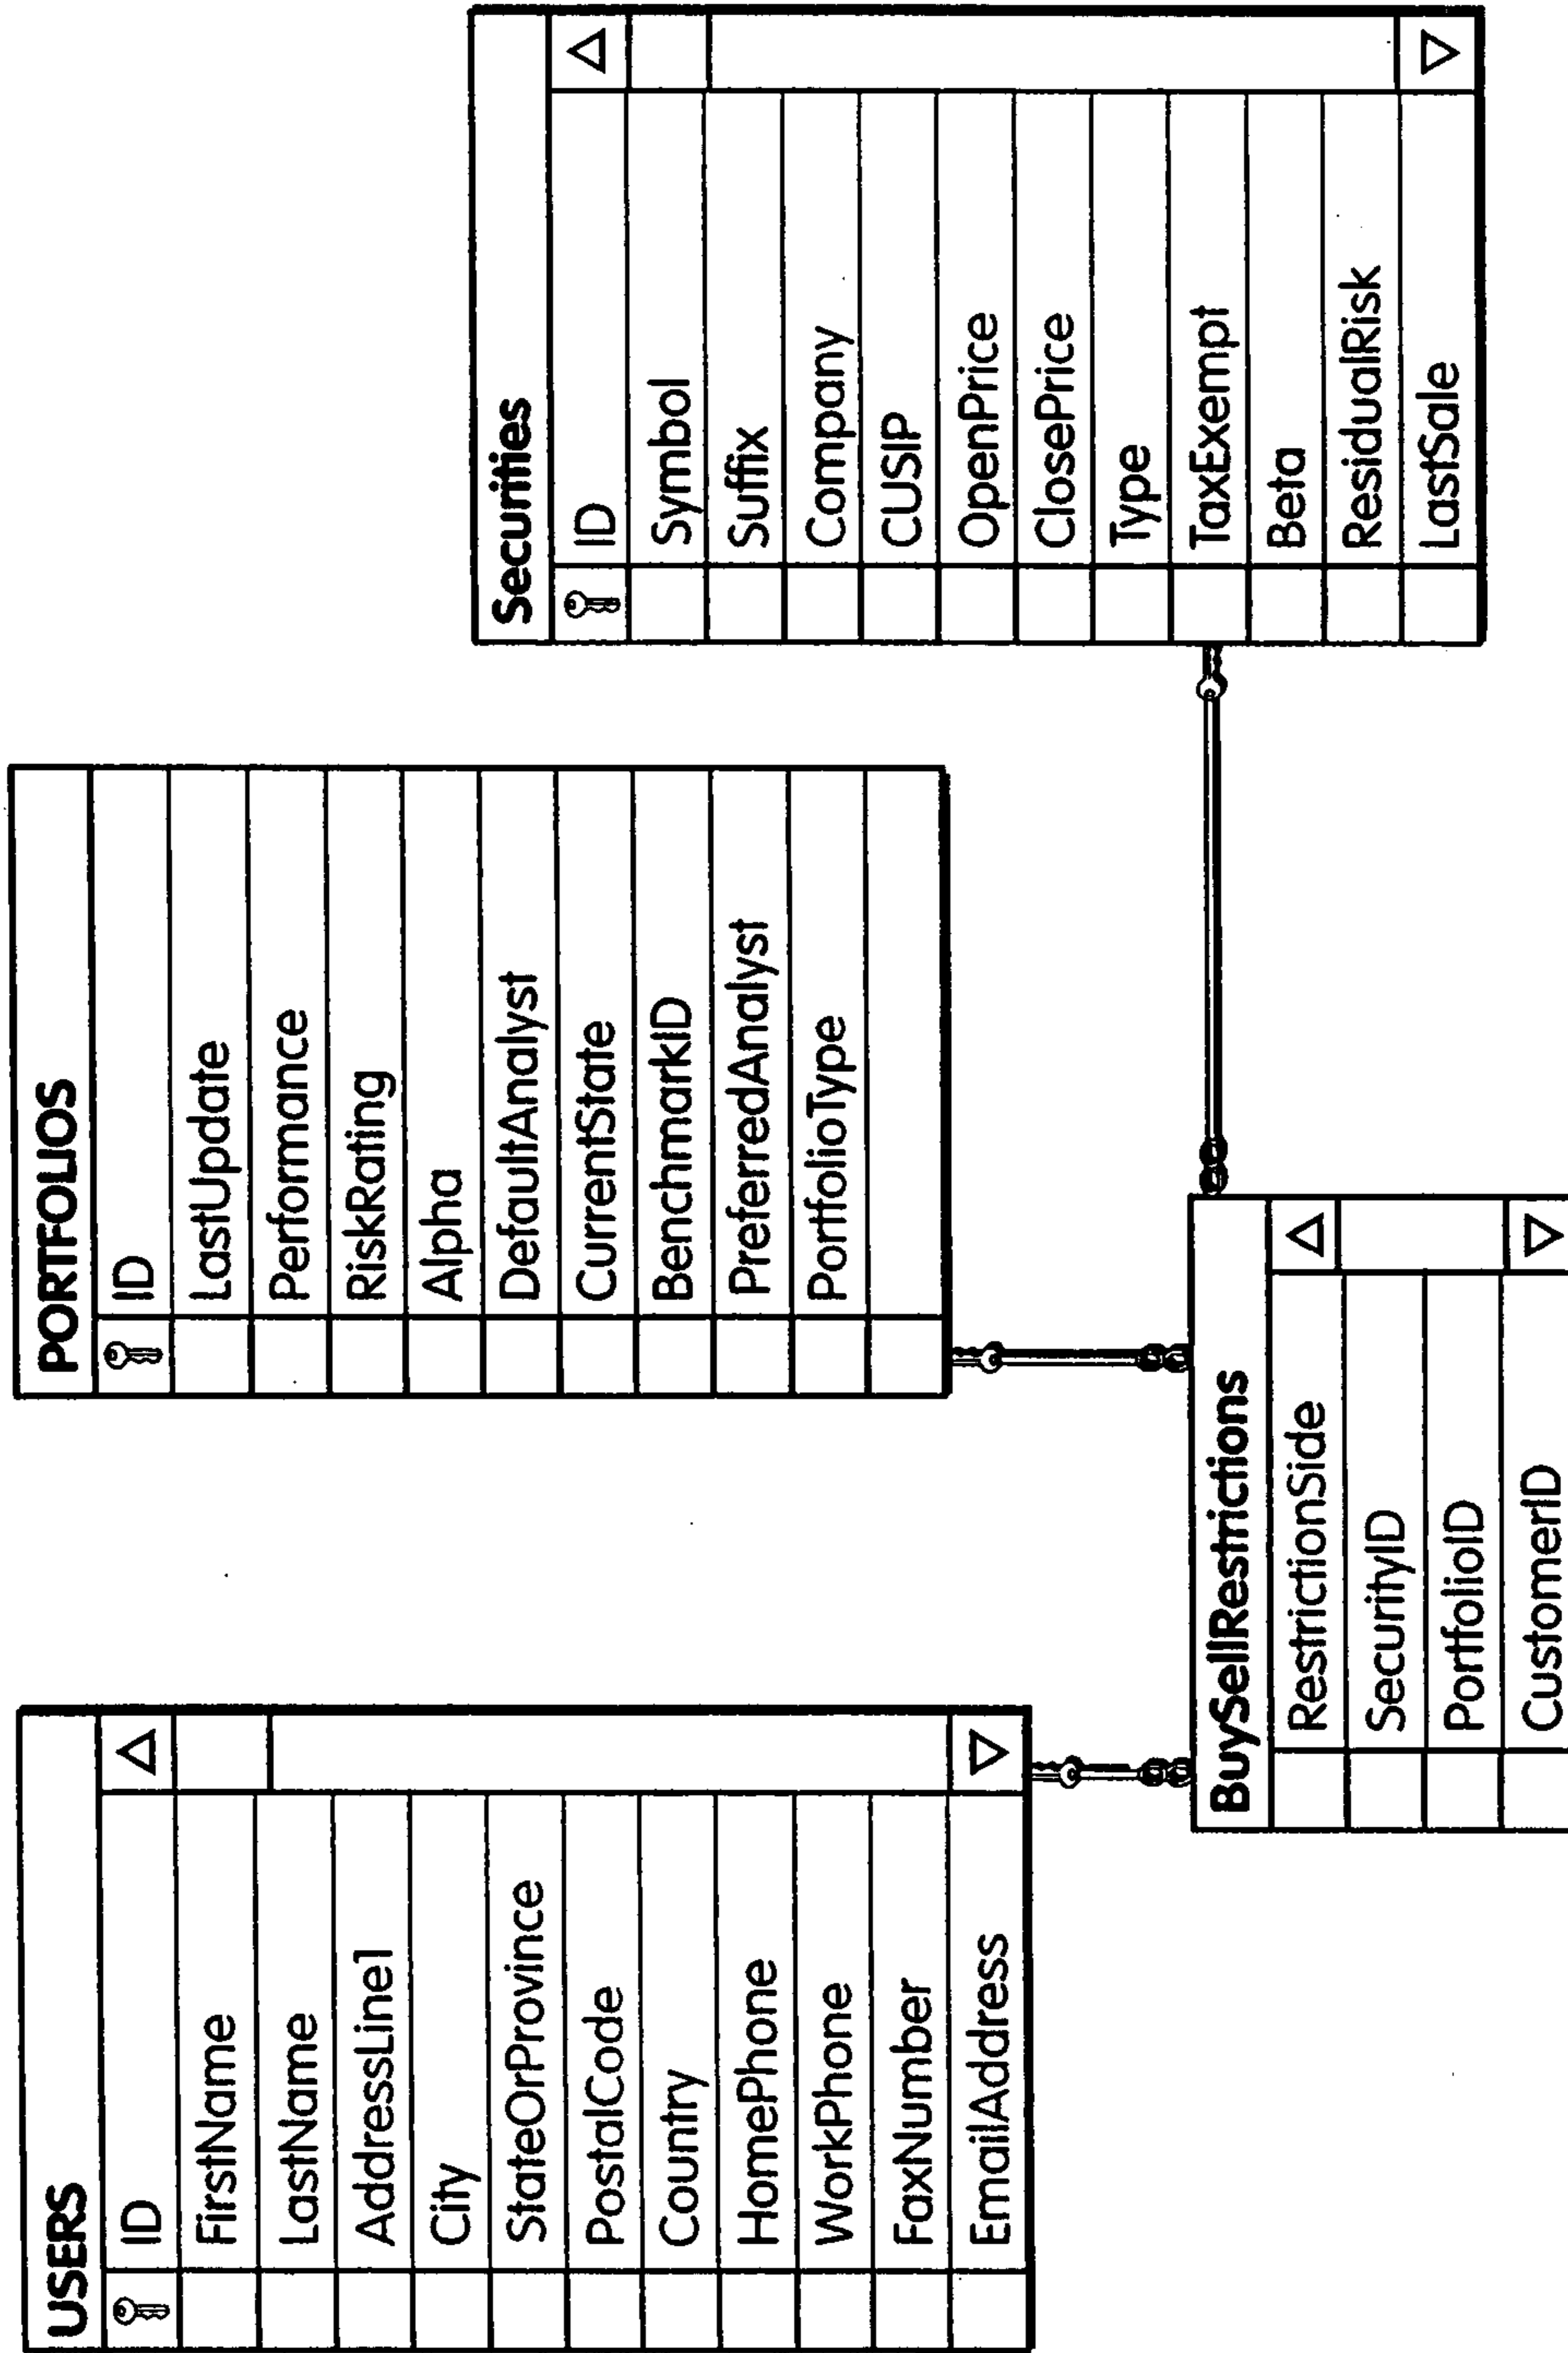 USERS
ID
FirstName
LastName
AddressLine1
City
StateOrProvince
PostalCode
Country
HomePhone
WorkPhone
FaxNumber
EmailAddress
PORTFOLIOS
ID
LastUpdate
Performance
RiskRating
Alpha
DefaultAnalyst
CurrentState
BenchmarkID
PreferredAnalyst
PortfolioType
Securities
ID
Symbol
Suffix
Company
CUSIP
OpenPrice
ClosePrice
Type
TaxExempt
Beta
ResidualRisk
LastSale
BuySellRestrictions
RestrictionSide
SecurityID
PortfolioID
CustomerID